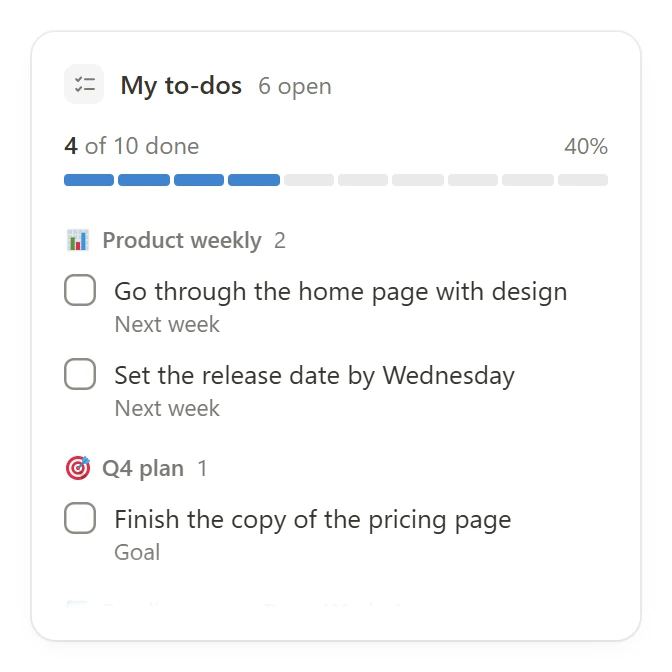 My to-dos 6 open
4 of 10 done 40%
Product weekly 2
Go through the home page with design
Next week
Set the release date by Wednesday
Next week
Q4 plan 1
Finish the copy of the pricing page
Goal